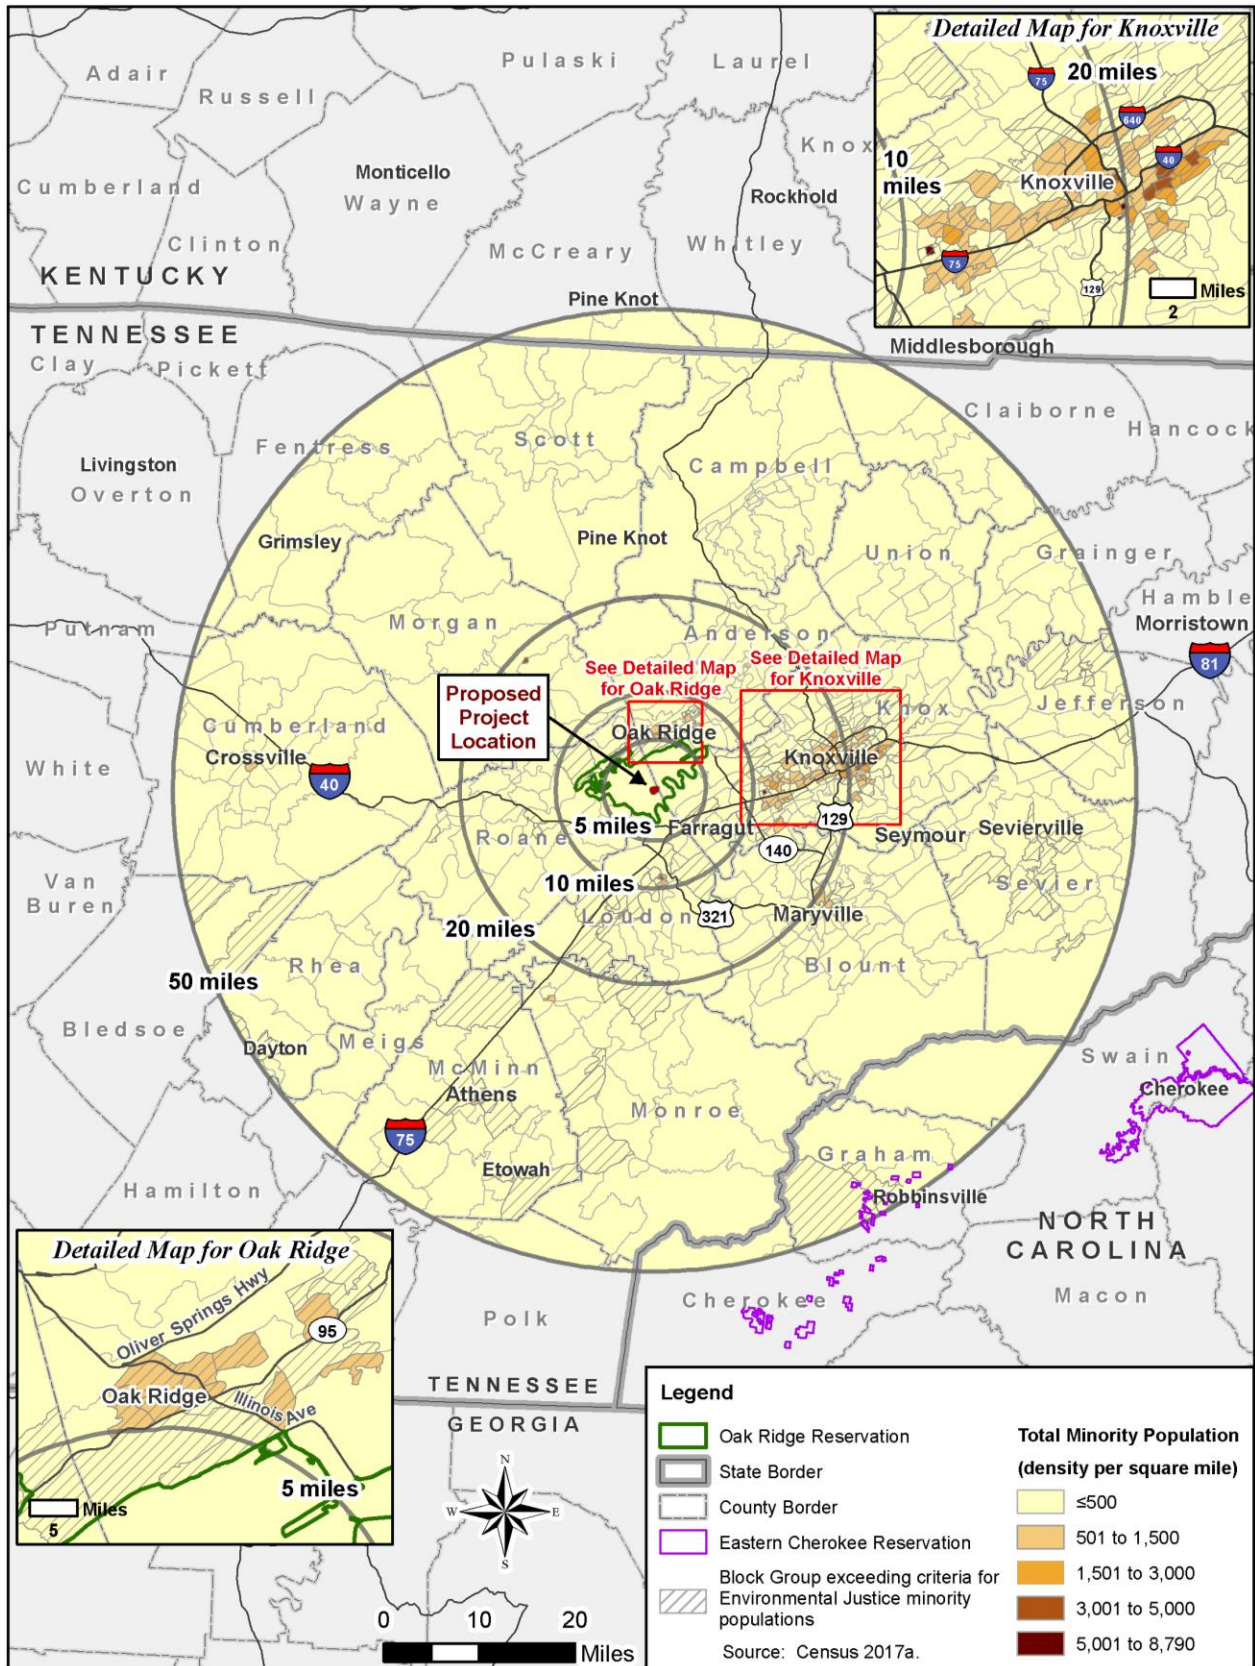 Detailed Map for Knoxville
75
20 miles
640
40
10
miles
Knoxville
75
129
Miles
2
Adair
Russell
Pulaski
Laurel
Knox
Cumberland
Monticello
Wayne
Rockhold
Clinton
McCreary
Whitley
KENTUCKY
Pine Knot
TENNESSEE
Middlesborough
Clay
Pickett
Claiborne
Hancock
Fentress
Scott
Campbell
Livingston
Overton
Grimsley
Pine Knot
Union
Grainger
Hamble
Morristown
Putnam
Morgan
Anderson
81
See Detailed Map
for Oak Ridge
See Detailed Map
for Knoxville
Proposed
Project
Location
Knox
Jefferson
Cumberland
Oak Ridge
Crossville
Knoxville
White
40
5 miles
Farragut
129
Roane
140
Seymour
Sevierville
Van
Buren
10 miles
Sevier
Loudon
321
Maryville
20 miles
Rhea
Blount
50 miles
Bledsoe
Meigs
Dayton
McMinn
Athens
Swain
Cherokee
Monroe
75
Graham
Etowah
Hamilton
Robbinsville
NORTH
CAROLINA
Detailed Map for Oak Ridge
Oliver Springs Hwy
95
Oak Ridge
Illinois Ave
5 miles
Miles
5
Cherokee
Macon
Polk
TENNESSEE
GEORGIA
N
W
E
S
0 10 20
Miles
Legend
Oak Ridge Reservation
State Border
County Border
Eastern Cherokee Reservation
Block Group exceeding criteria for
Environmental Justice minority
populations
Source: Census 2017a.
Total Minority Population
(density per square mile)
≤500
501 to 1,500
1,501 to 3,000
3,001 to 5,000
5,001 to 8,790